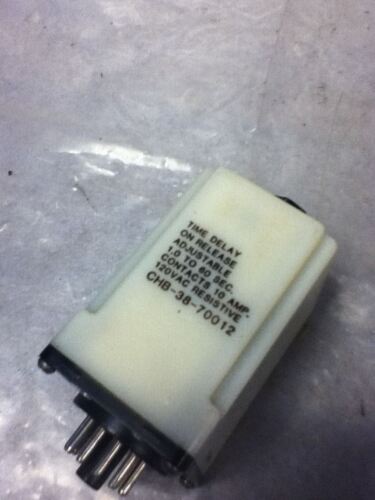 TIME DELAY
ON RELEASE
ADJUSTABLE
1.0 TO 60 SEC.
CONTACTS 10 AMP.
120VAC RESISTIVE
CHB-38-70012